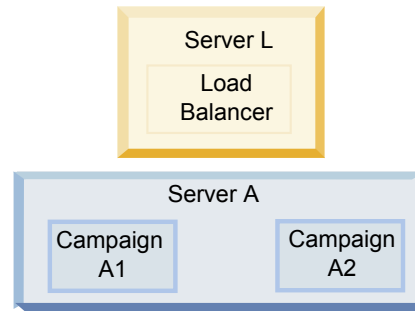 Server L
Load
Balancer
Server A
Campaign
A1
Campaign
A2